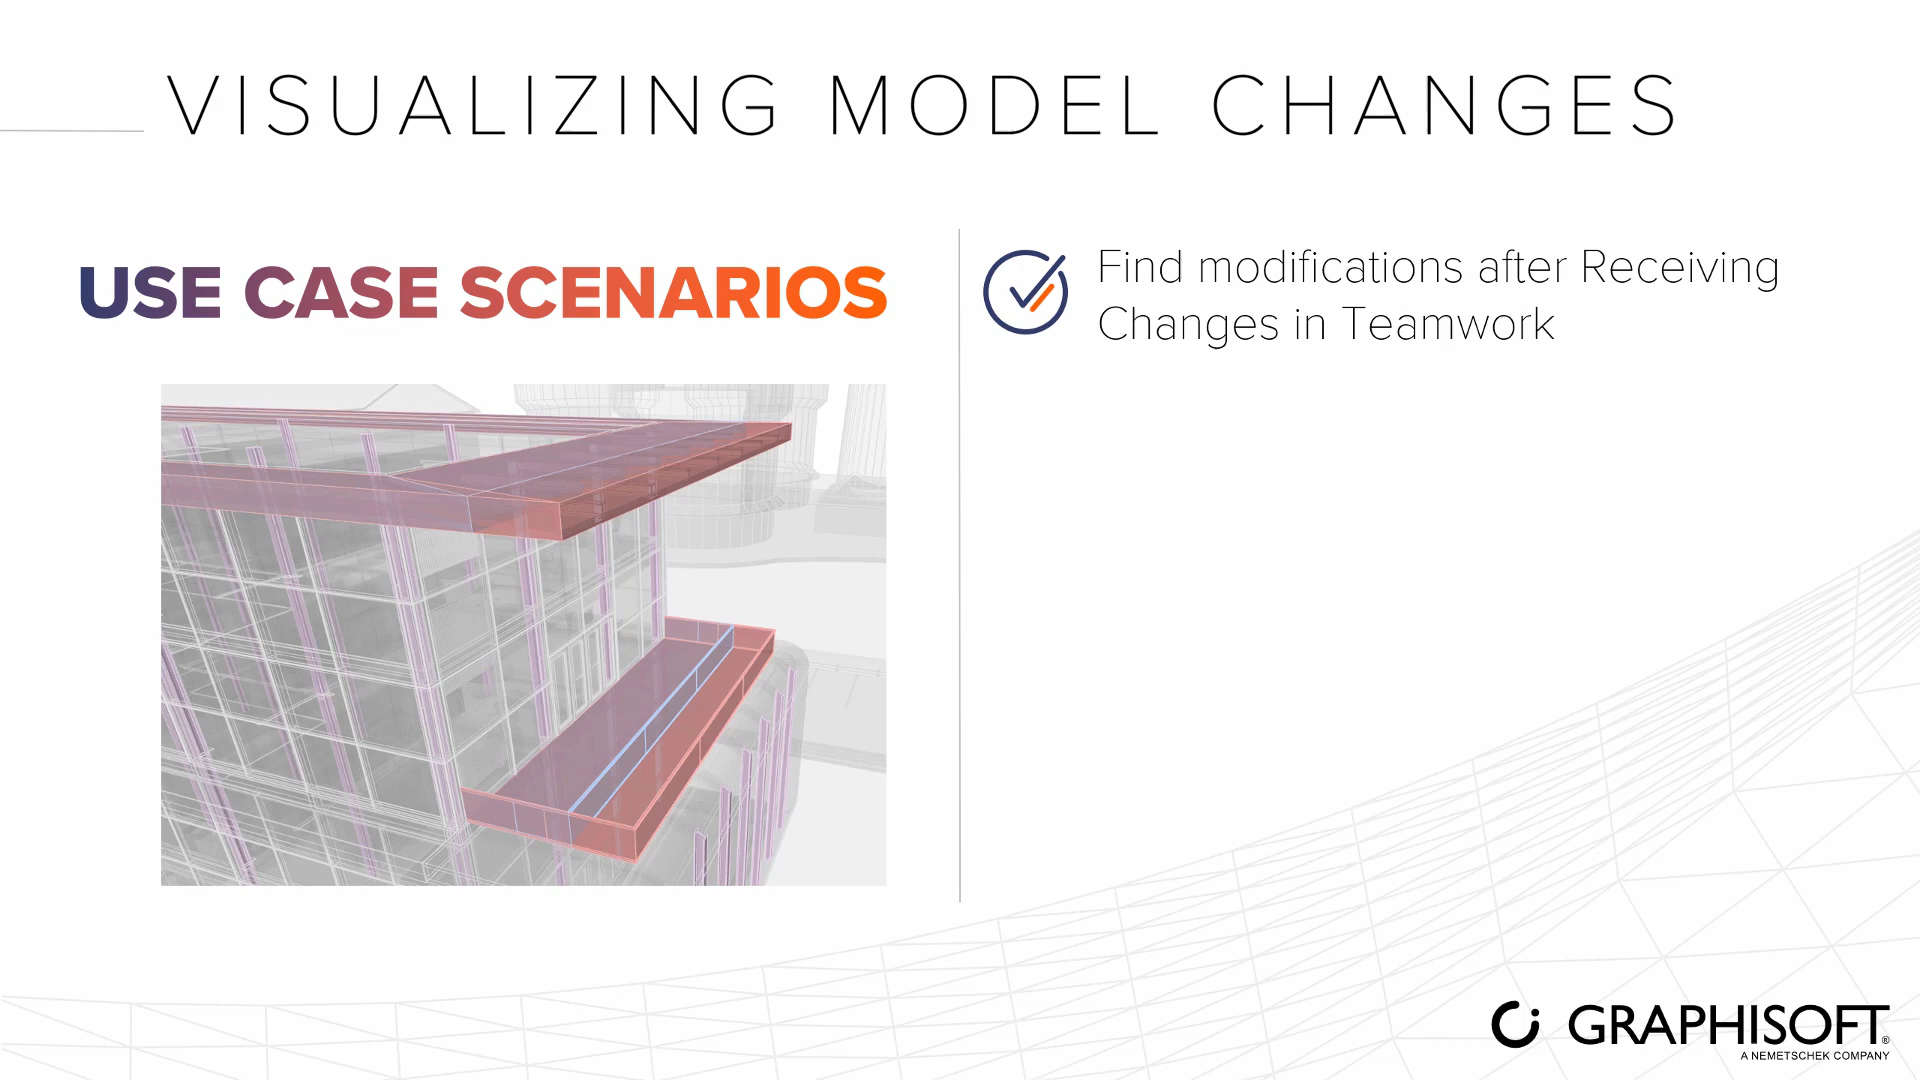 VISUALIZING MODEL CHANGES
USE CASE SCENARIOS
Find modifications after Receiving
Changes in Teamwork
GRAPHISOFT®
A NEMETSCHEK COMPANY